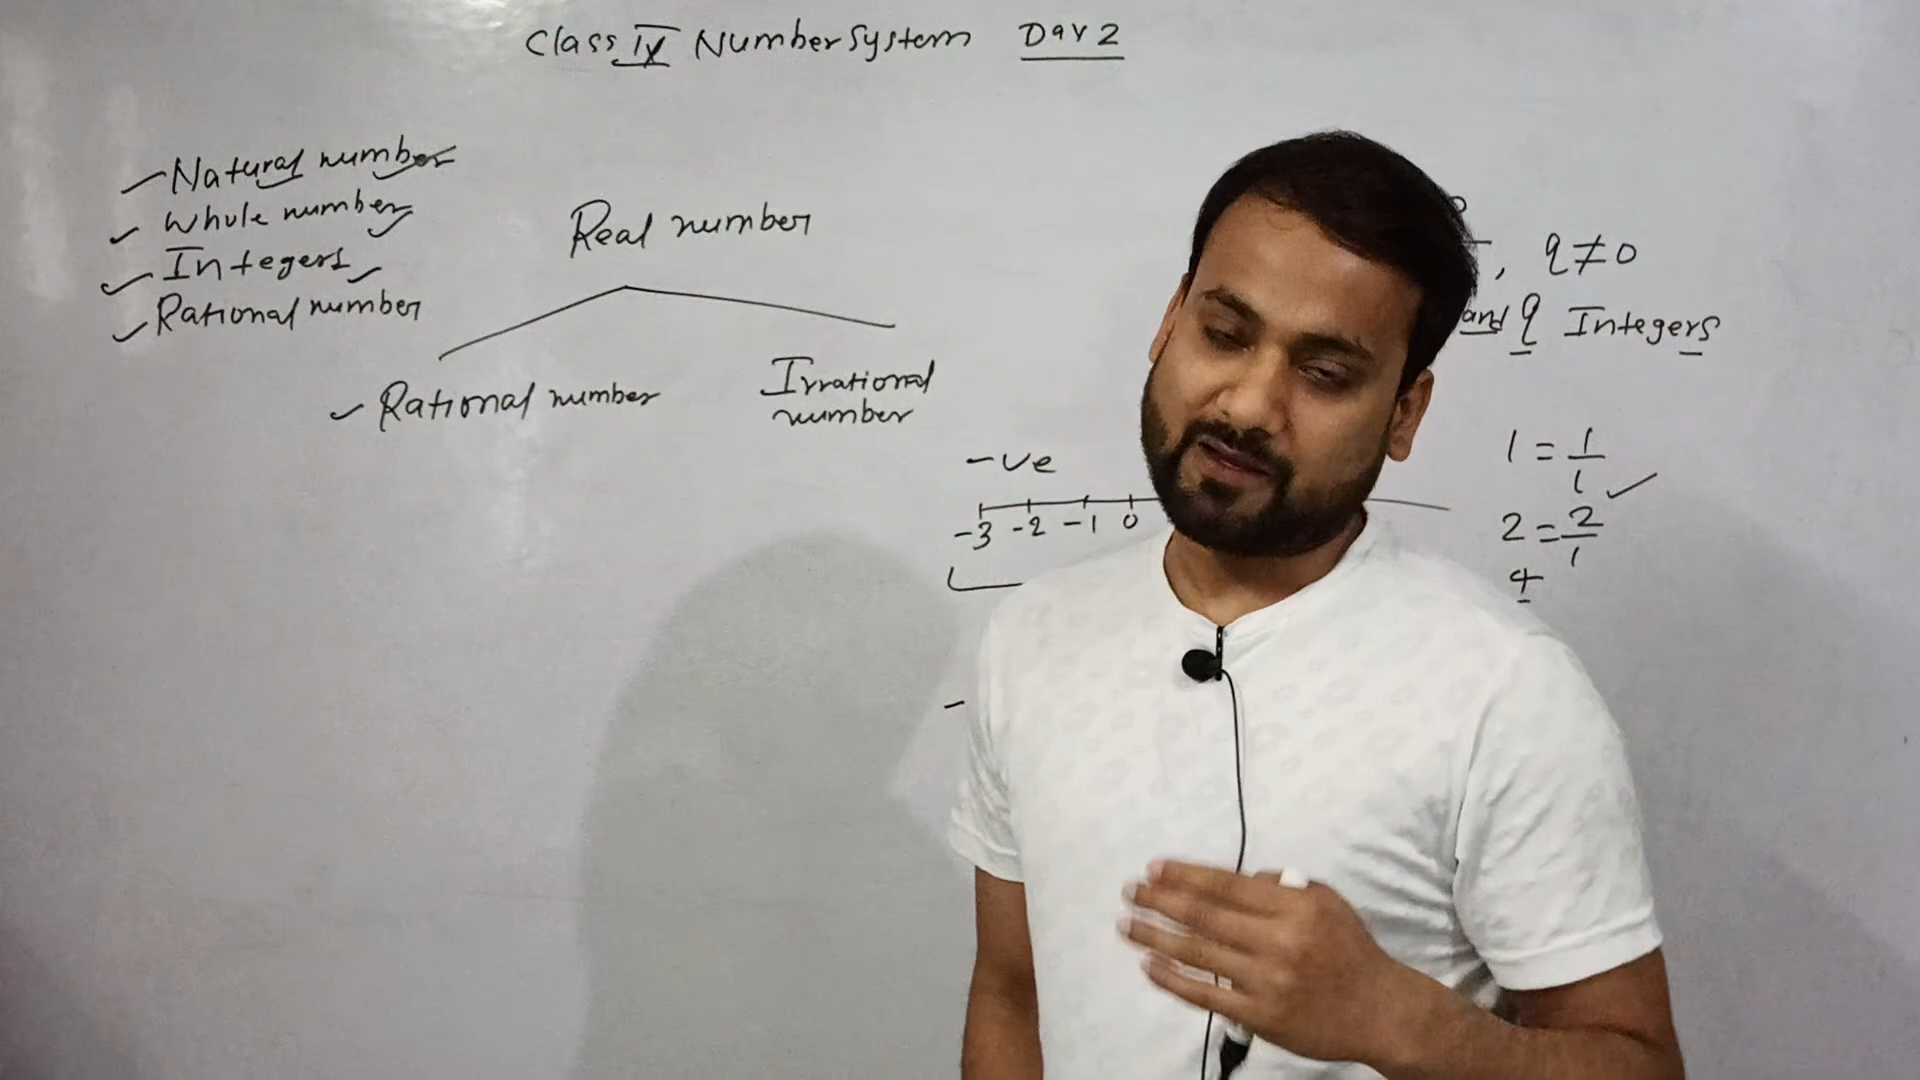 Class IX Number System Day 2
Natural number
Whole number
Integers
Rational number
Real number
Rational number
Irrational
number
, q ≠ 0
and q Integers
-ve
-3 -2 -1 0
1 = 1/1
2 = 2/1
4